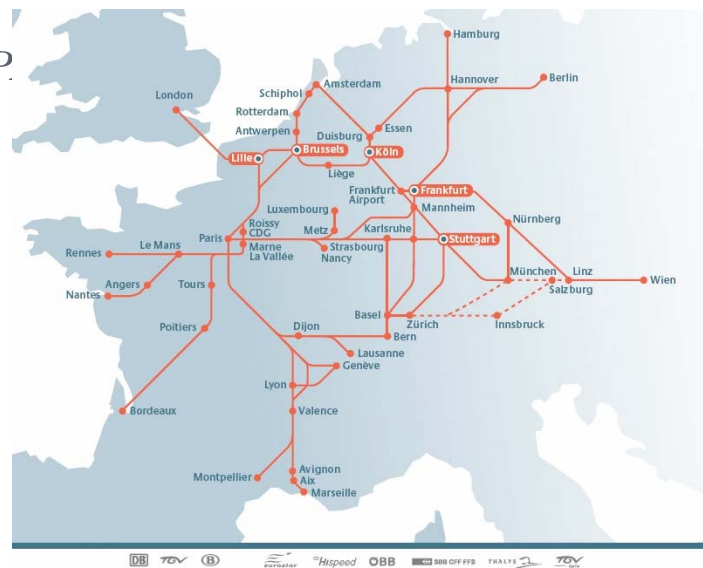 P
Hamburg
Amsterdam
Hannover
Berlin
Schiphol
London
Rotterdam
Antwerpen
Duisburg
Essen
Lille
Brussels
Köln
Liège
Frankfurt
Airport
Frankfurt
Luxembourg
Mannheim
Nürnberg
Roissy
CDG
Metz
Karlsruhe
Paris
Stuttgart
Rennes
Le Mans
Marne
La Vallée
Strasbourg
Nancy
München
Linz
Angers
Tours
Salzburg
Wien
Nantes
Basel
Zürich
Innsbruck
Poitiers
Dijon
Bern
Lausanne
Genève
Lyon
Bordeaux
Valence
Avignon
Montpellier
Aix
Marseille
DB TGV B eurostar Hispeed ÖBB SBB CFF FFS THALYS TGV